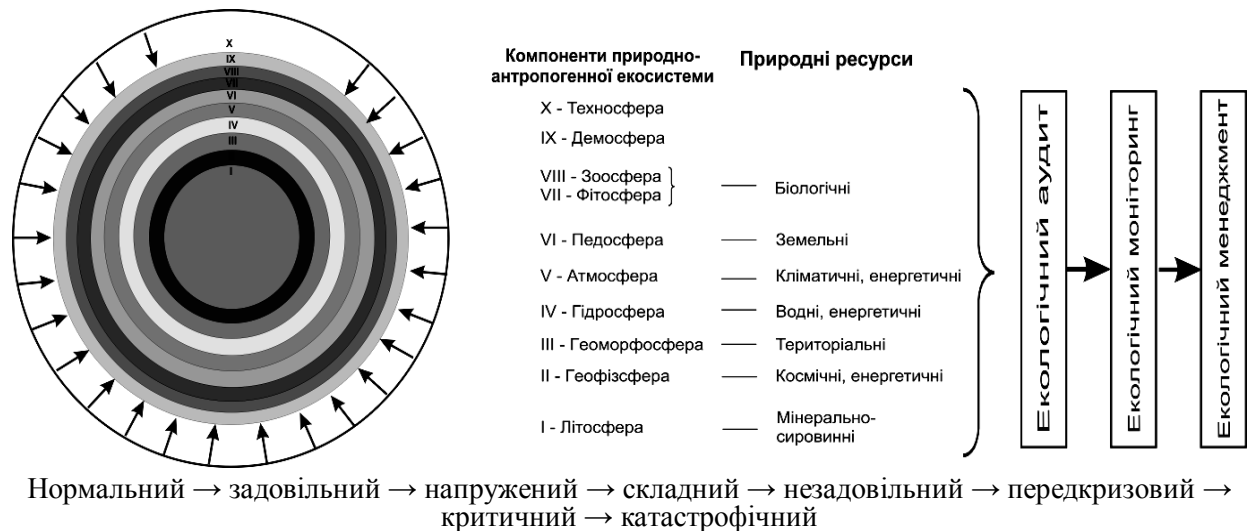 X
IX
VIII
VII
VI
V
IV
III
I
Компоненти природно-
антропогенної екосистеми
Природні ресурси
X - Техносфера
IX - Демосфера
VIII - Зоосфера
VII - Фітосфера
Біологічні
VI - Педосфера
Земельні
V - Атмосфера
Кліматичні, енергетичні
IV - Гідросфера
Водні, енергетичні
III - Геоморфосфера
Територіальні
II - Геофізсфера
Космічні, енергетичні
I - Літосфера
Мінерально-
сировинні
Екологічний аудит
Екологічний моніторинг
Екологічний менеджмент
Нормальний → задовільний → напружений → складний → незадовільний → передкризовий →
критичний → катастрофічний